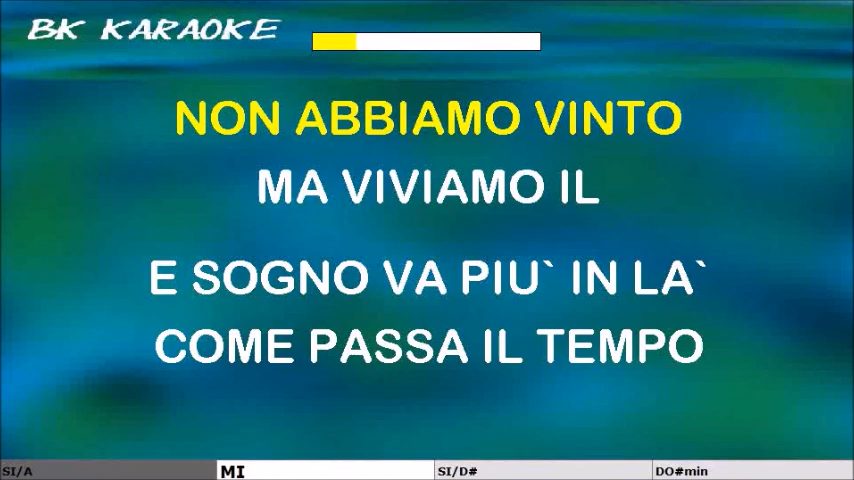 BK KARAOKE
NON ABBIAMO VINTO
MA VIVIAMO IL
E SOGNO VA PIU` IN LA`
COME PASSA IL TEMPO
SI/A MI SI/D# DO#min